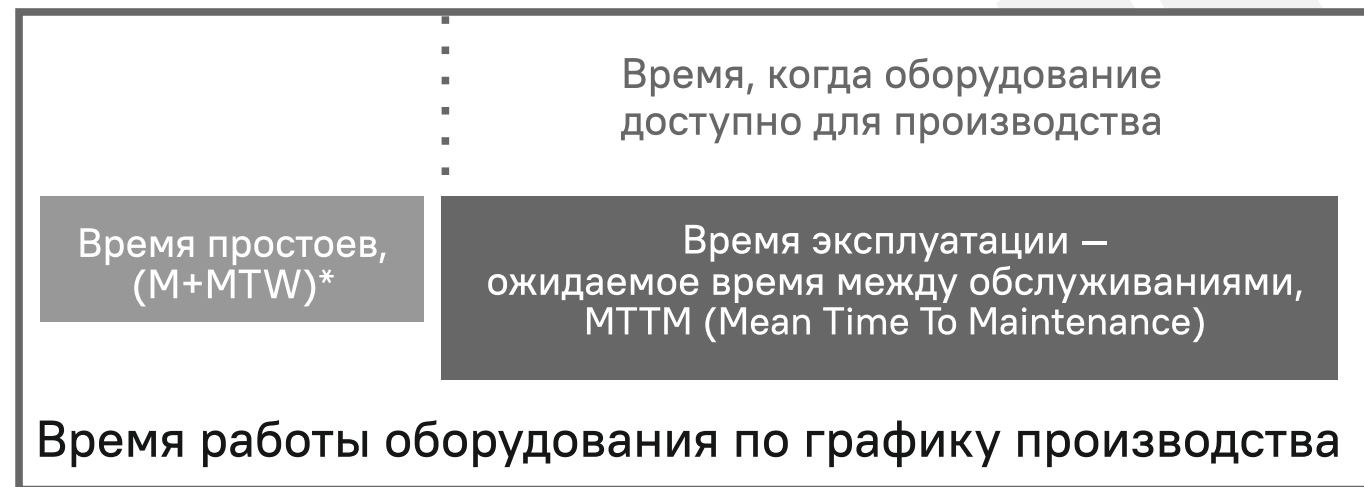 Время, когда оборудование
доступно для производства
Время простоев,
(М+MTW)*
Время эксплуатации —
ожидаемое время между обслуживаниями,
MTTM (Mean Time To Maintenance)
Время работы оборудования по графику производства